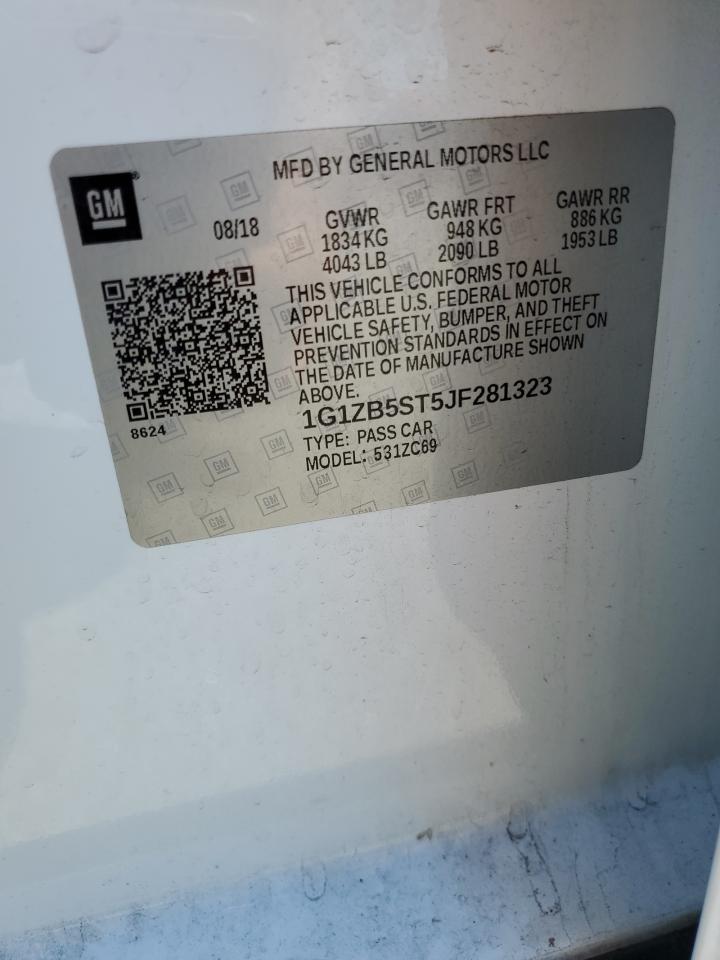 MFD BY GENERAL MOTORS LLC
GM®
08/18
GVWR
1834 KG
4043 LB
GAWR FRT
948 KG
2090 LB
GAWR RR
886 KG
1953 LB
THIS VEHICLE CONFORMS TO ALL
APPLICABLE U.S. FEDERAL MOTOR
VEHICLE SAFETY, BUMPER, AND THEFT
PREVENTION STANDARDS IN EFFECT ON
THE DATE OF MANUFACTURE SHOWN
ABOVE.
1G1ZB5ST5JF281323
8624
TYPE: PASS CAR
MODEL: 531ZC69